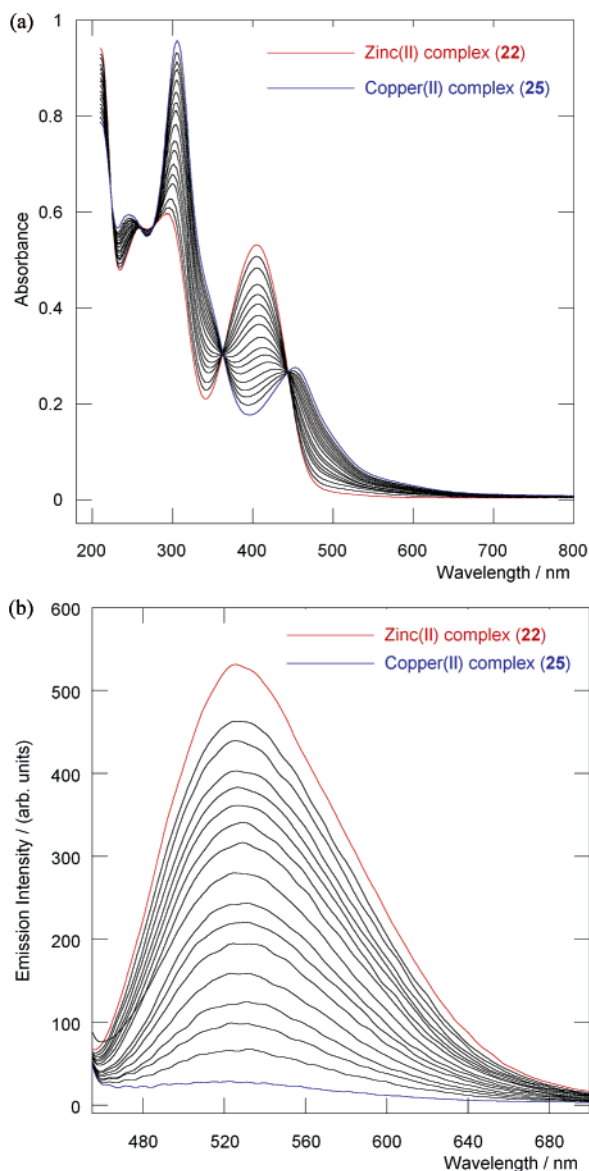 (a)
1
Zinc(II) complex (22)
Copper(II) complex (25)
0.8
0.6
Absorbance
0.4
0.2
0
200 300 400 500 600 700 800
Wavelength / nm
(b)
600
Zinc(II) complex (22)
Copper(II) complex (25)
500
400
Emission Intensity / (arb. units)
300
200
100
0
480 520 560 600 640 680
Wavelength / nm